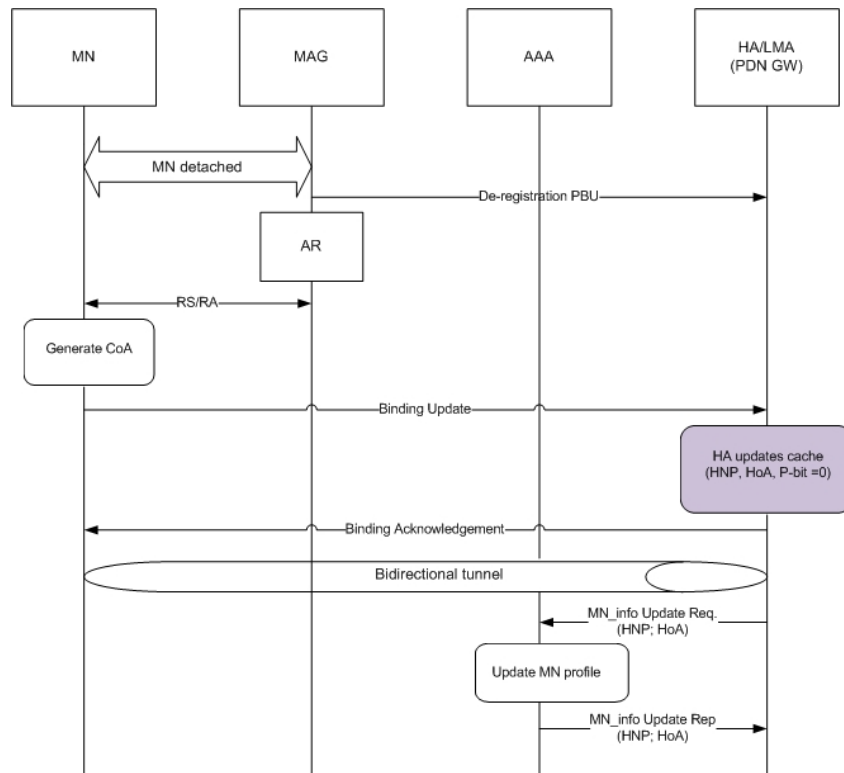 MN
MAG
AAA
HA/LMA
(PDN GW)
MN detached
De-registration PBU
AR
RS/RA
Generate CoA
Binding Update
HA updates cache
(HNP, HoA, P-bit =0)
Binding Acknowledgement
Bidirectional tunnel
MN_info Update Req.
(HNP; HoA)
Update MN profile
MN_info Update Rep
(HNP; HoA)